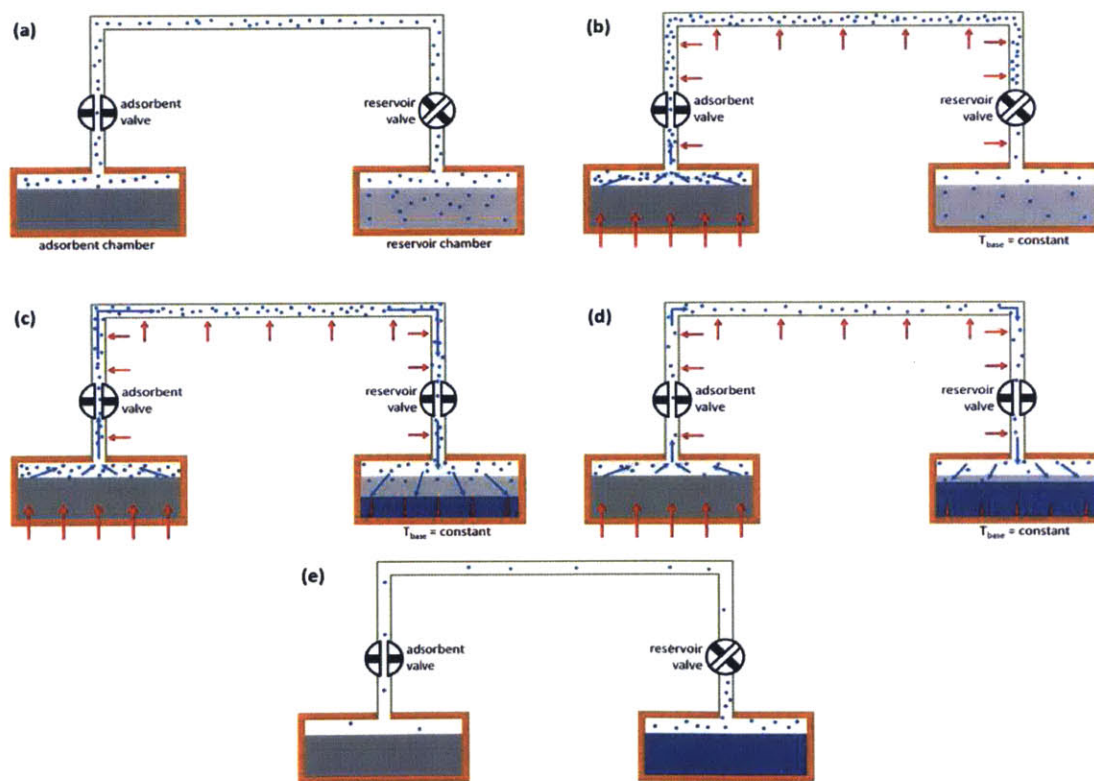 (a)
adsorbent
valve
reservoir
valve
adsorbent chamber
reservoir chamber
(b)
adsorbent
valve
reservoir
valve
T_base = constant
(c)
adsorbent
valve
reservoir
valve
T_base = constant
(d)
adsorbent
valve
reservoir
valve
T_base = constant
(e)
adsorbent
valve
reservoir
valve